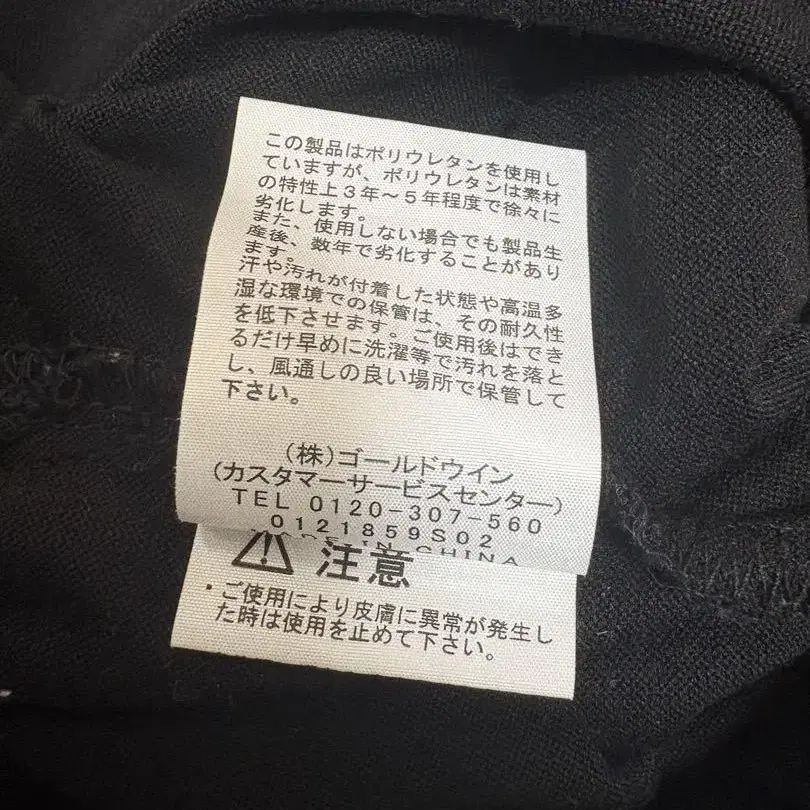 この製品はポリウレタンを使用し
ていますが、ポリウレタンは素材
の特性上3年～5年程度で徐々に
劣化します。
また、使用しない場合でも製品生
産後、数年で劣化することがあり
ます。
汗や汚れが付着した状態や高温多
湿な環境での保管は、その耐久性
を低下させます。ご使用後はでき
るだけ早めに洗濯等で汚れを落と
し、風通しの良い場所で保管して
下さい。
(株)ゴールドウイン
(カスタマーサービスセンター)
TEL 0120-307-560
0121859S02
MADE IN CHINA
注意
・ご使用により皮膚に異常が発生し
た時は使用を止めて下さい。